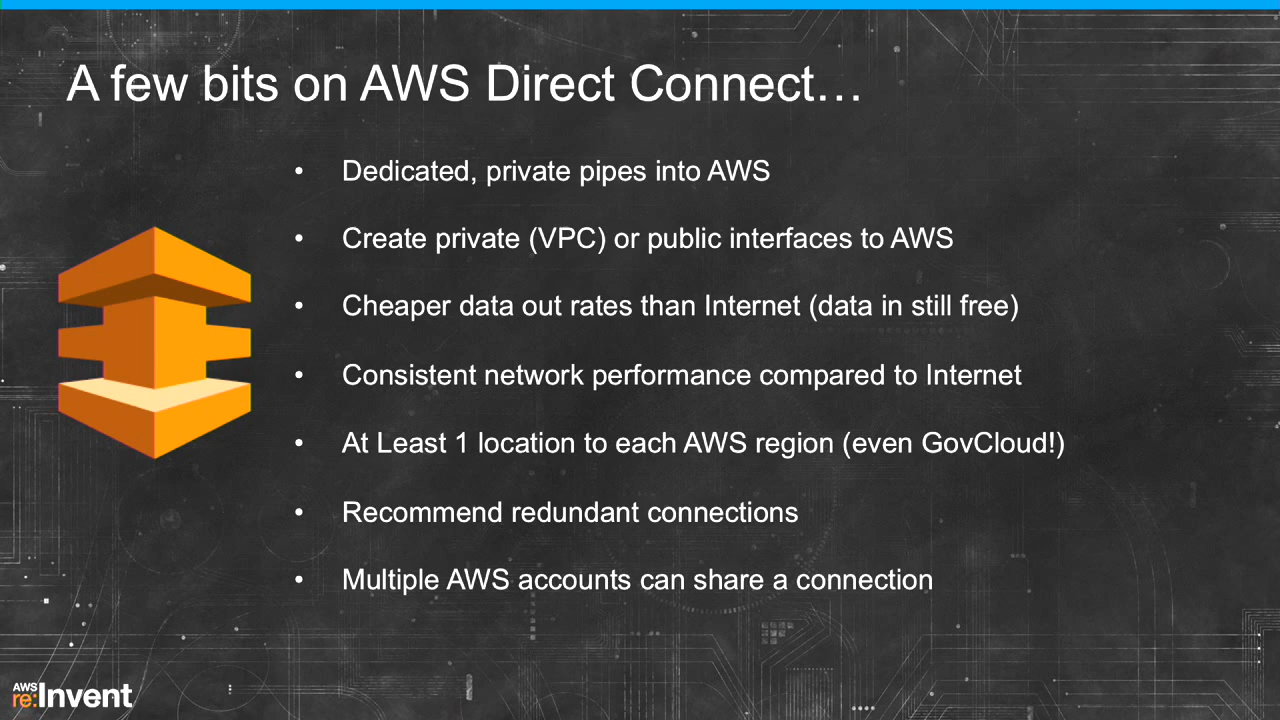 A few bits on AWS Direct Connect…
• Dedicated, private pipes into AWS
• Create private (VPC) or public interfaces to AWS
• Cheaper data out rates than Internet (data in still free)
• Consistent network performance compared to Internet
• At Least 1 location to each AWS region (even GovCloud!)
• Recommend redundant connections
• Multiple AWS accounts can share a connection
AWS
re:Invent